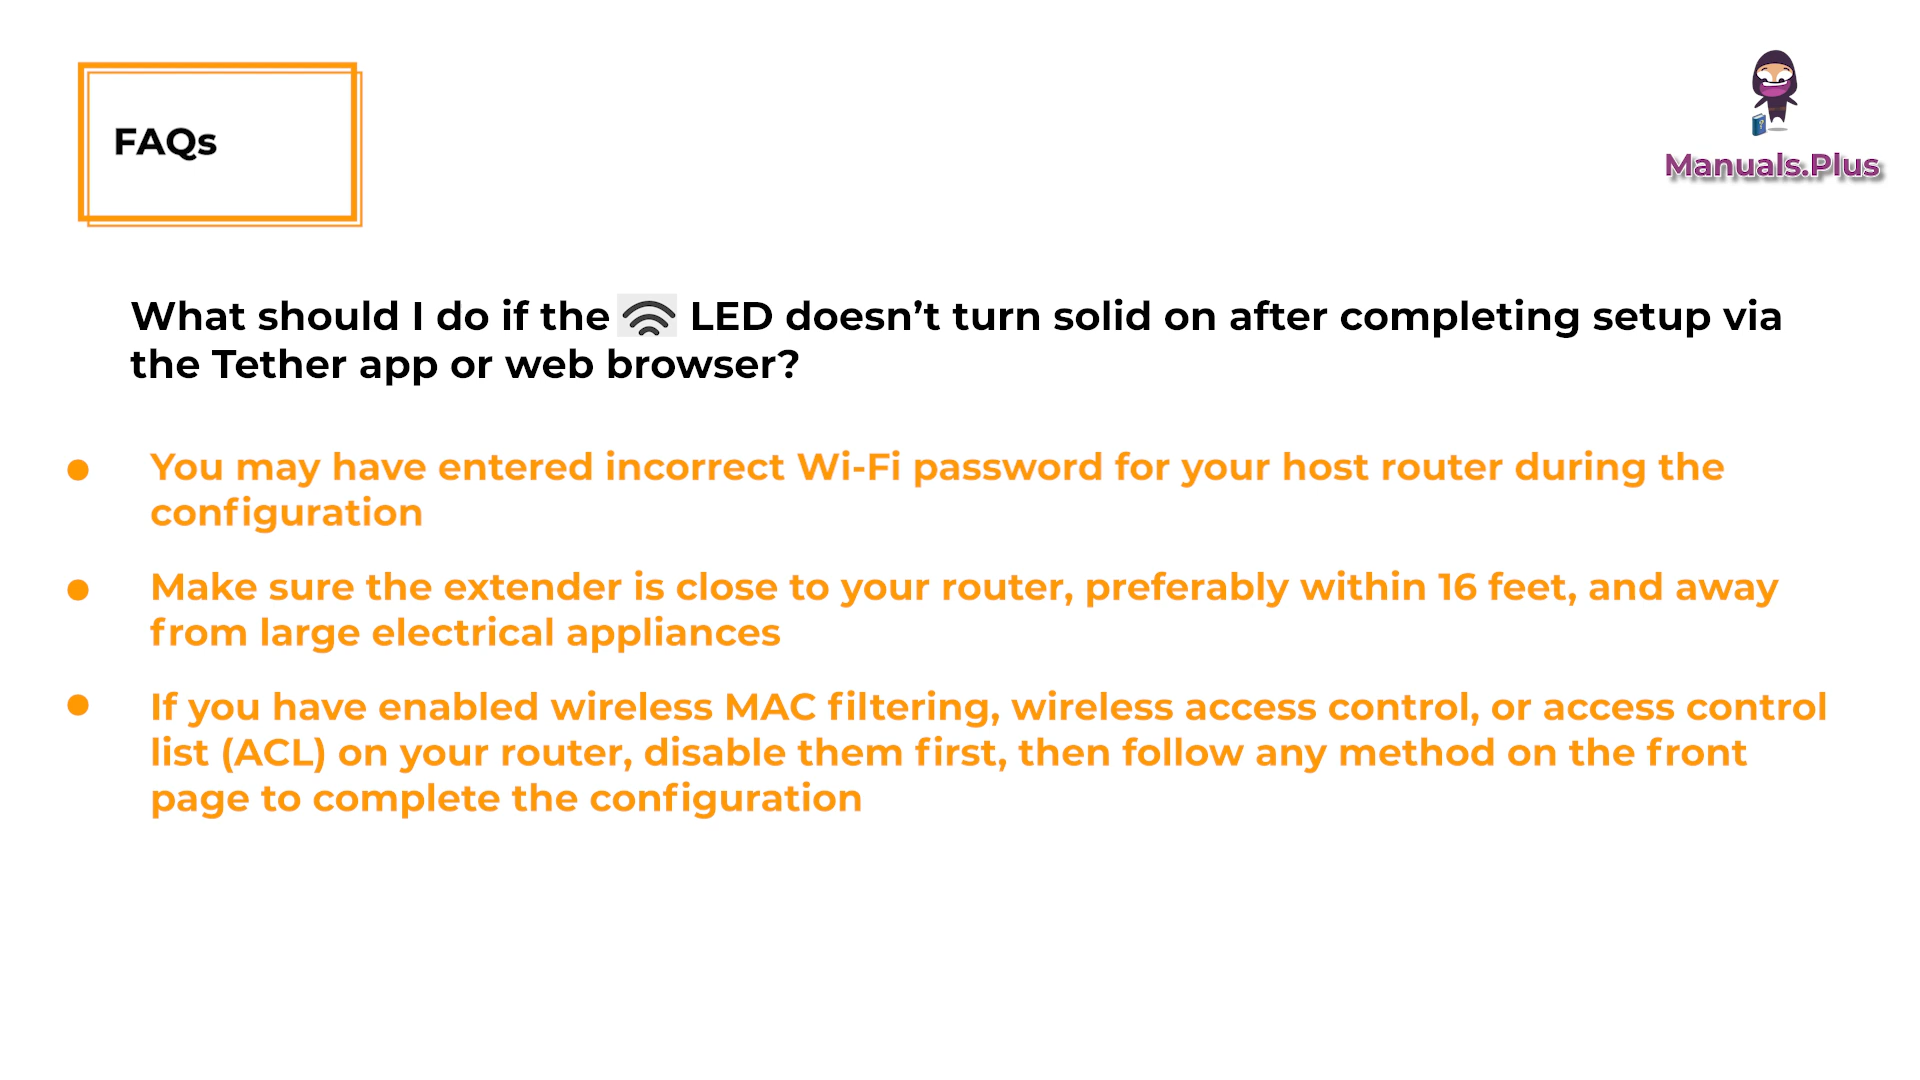 FAQs
Manuals.Plus
What should I do if the LED doesn’t turn solid on after completing setup via
the Tether app or web browser?
You may have entered incorrect Wi-Fi password for your host router during the
configuration
Make sure the extender is close to your router, preferably within 16 feet, and away
from large electrical appliances
If you have enabled wireless MAC filtering, wireless access control, or access control
list (ACL) on your router, disable them first, then follow any method on the front
page to complete the configuration